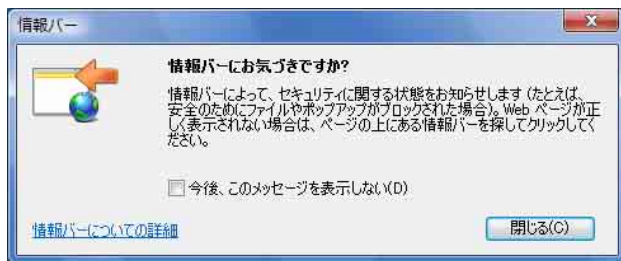 情報バー
情報バーにお気づきですか?
情報バーによって、セキュリティに関する状態をお知らせします (たとえば、
安全のためにファイルやポップアップがブロックされた場合)。Web ページが正
しく表示されない場合は、ページの上にある情報バーを探してクリックしてく
ださい。
今後、このメッセージを表示しない(D)
情報バーについての詳細
閉じる(C)